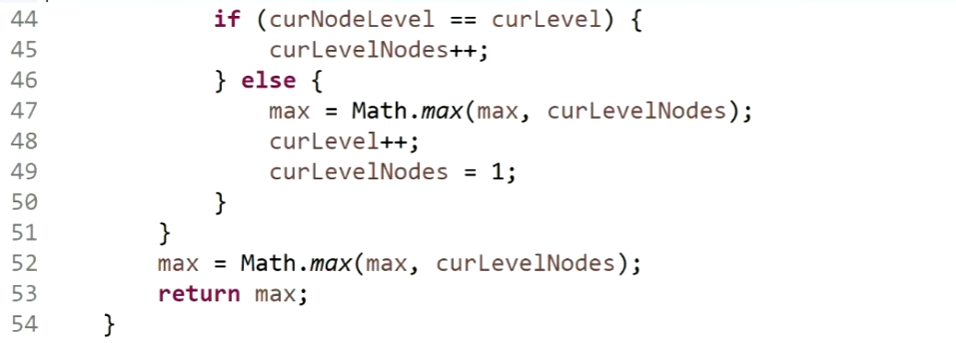 44 if (curNodeLevel == curLevel) {
45 curLevelNodes++;
46 } else {
47 max = Math.max(max, curLevelNodes);
48 curLevel++;
49 curLevelNodes = 1;
50 }
51 }
52 max = Math.max(max, curLevelNodes);
53 return max;
54 }